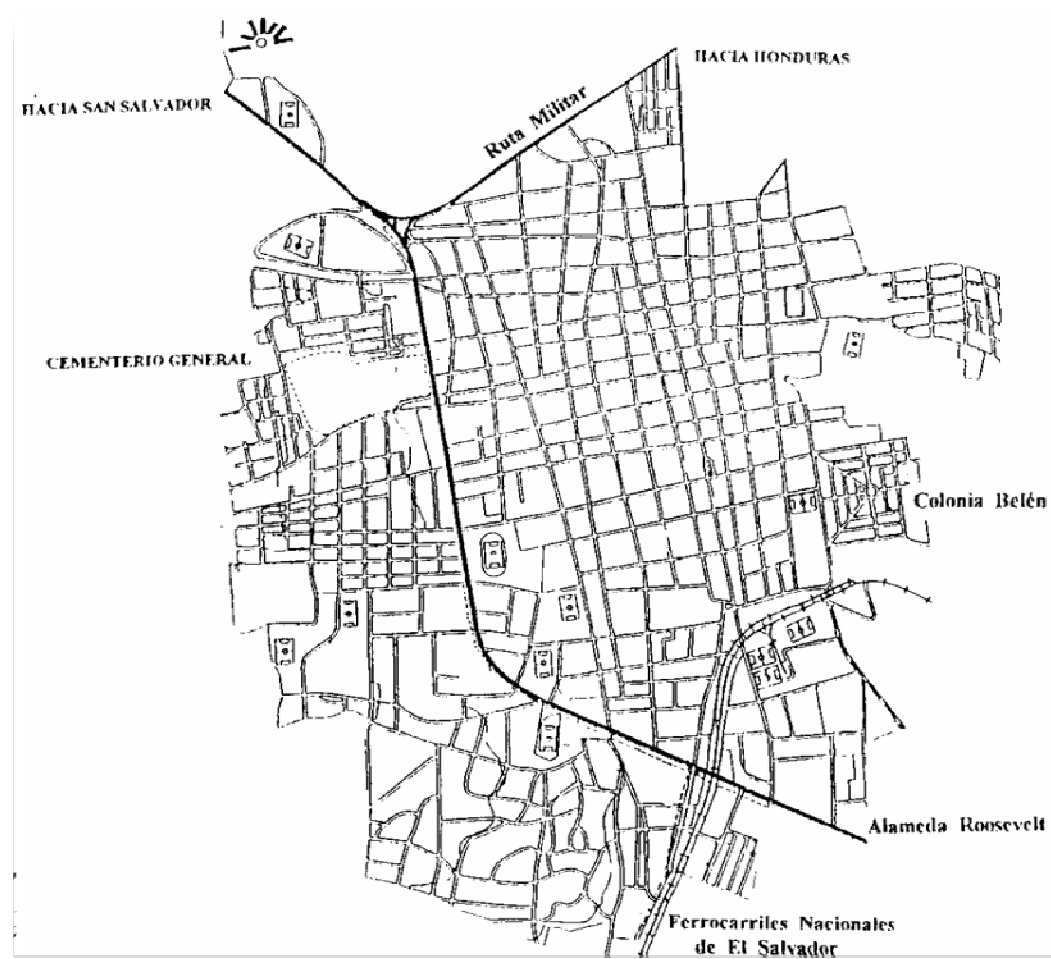 HACIA HONDURAS
HACIA SAN SALVADOR
Ruta Militar
CEMENTERIO GENERAL
Colonia Belén
Alameda Roosevelt
Ferrocarriles Nacionales
de El Salvador